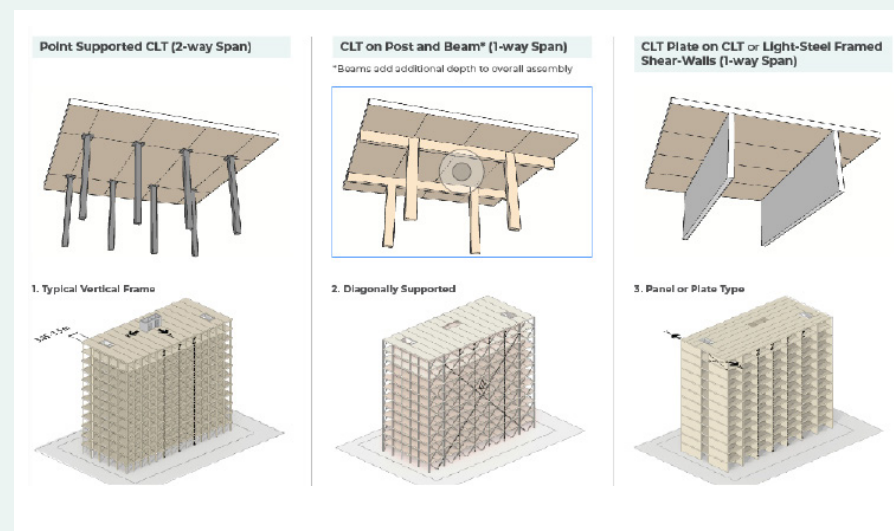 Point Supported CLT (2-way Span)
CLT on Post and Beam* (1-way Span)
*Beams add additional depth to overall assembly
CLT Plate on CLT or Light-Steel Framed
Shear-Walls (1-way Span)
1. Typical Vertical Frame
2. Diagonally Supported
3. Panel or Plate Type